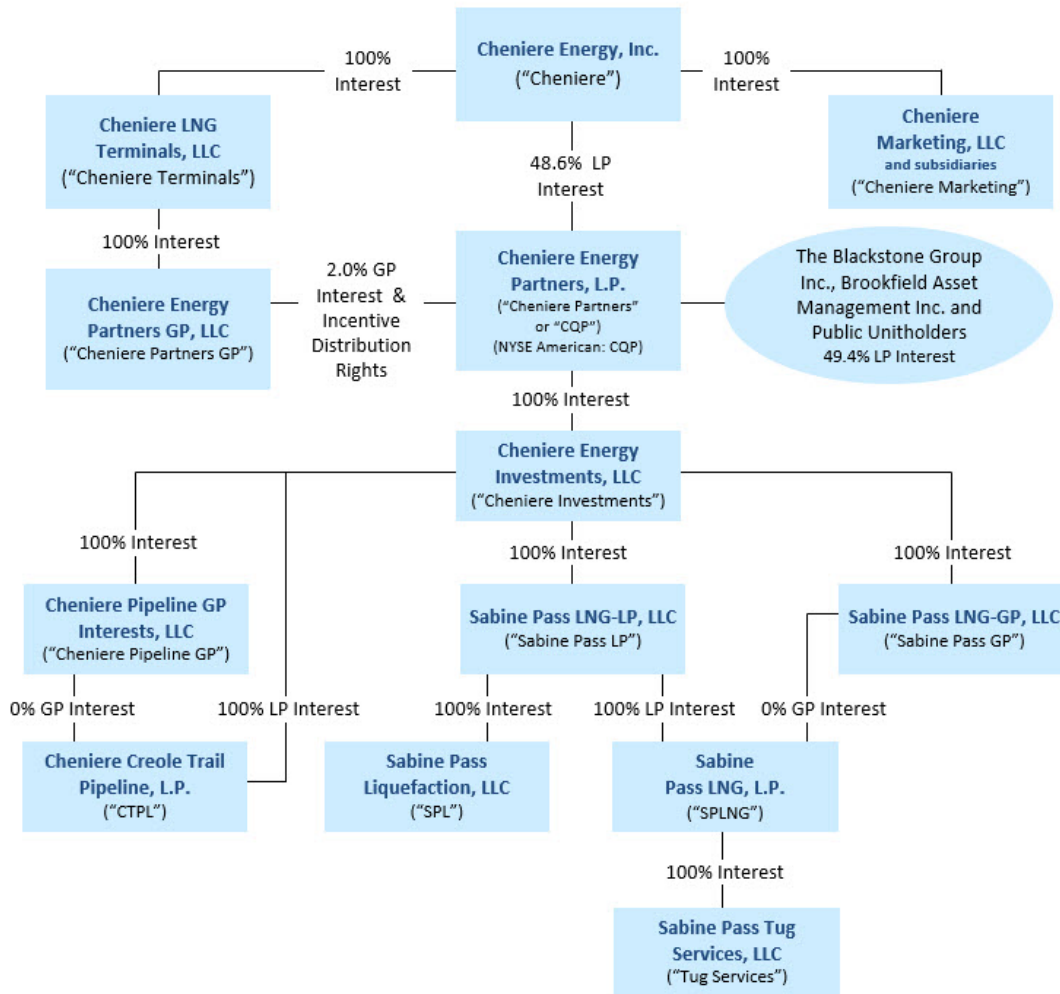 Cheniere Energy, Inc.
(“Cheniere”)
100%
Interest
100%
Interest
Cheniere LNG
Terminals, LLC
(“Cheniere Terminals”)
48.6% LP
Interest
Cheniere
Marketing, LLC
and subsidiaries
(“Cheniere Marketing”)
100% Interest
Cheniere Energy
Partners GP, LLC
(“Cheniere Partners GP”)
2.0% GP
Interest &
Incentive
Distribution
Rights
Cheniere Energy
Partners, L.P.
(“Cheniere Partners”
or “CQP”)
(NYSE American: CQP)
The Blackstone Group
Inc., Brookfield Asset
Management Inc. and
Public Unitholders
49.4% LP Interest
100% Interest
Cheniere Energy
Investments, LLC
(“Cheniere Investments”)
100% Interest
100% Interest
100% Interest
Cheniere Pipeline GP
Interests, LLC
(“Cheniere Pipeline GP”)
Sabine Pass LNG-LP, LLC
(“Sabine Pass LP”)
Sabine Pass LNG-GP, LLC
(“Sabine Pass GP”)
0% GP Interest
100% LP Interest
100% Interest
100% LP Interest
0% GP Interest
Cheniere Creole Trail
Pipeline, L.P.
(“CTPL”)
Sabine Pass
Liquefaction, LLC
(“SPL”)
Sabine
Pass LNG, L.P.
(“SPLNG”)
100% Interest
Sabine Pass Tug
Services, LLC
(“Tug Services”)